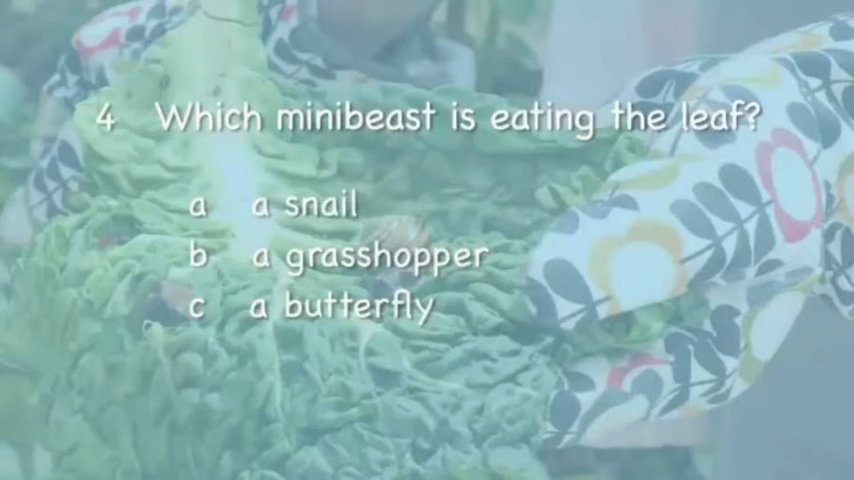 4 Which minibeast is eating the leaf?
a a snail
b a grasshopper
c a butterfly